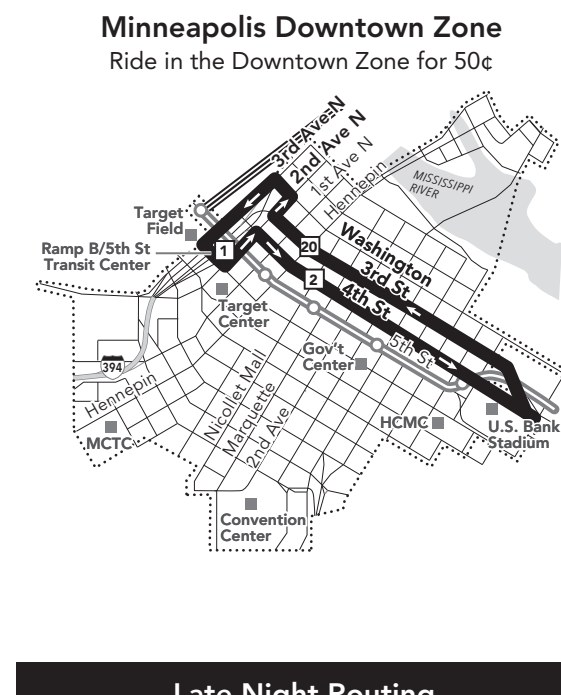 Minneapolis Downtown Zone
Ride in the Downtown Zone for 50¢
3rd Ave N
2nd Ave N
1st Ave N
Hennepin
MISSISSIPPI
RIVER
Target
Field
Ramp B/5th St
Transit Center
1
20
2
Washington
3rd St
4th St
5th St
Target
Center
Gov't
Center
394
Hennepin
MCTC
Nicollet Mall
Marquette
2nd Ave
HCMC
U.S. Bank
Stadium
Convention
Center
Late Night Routing